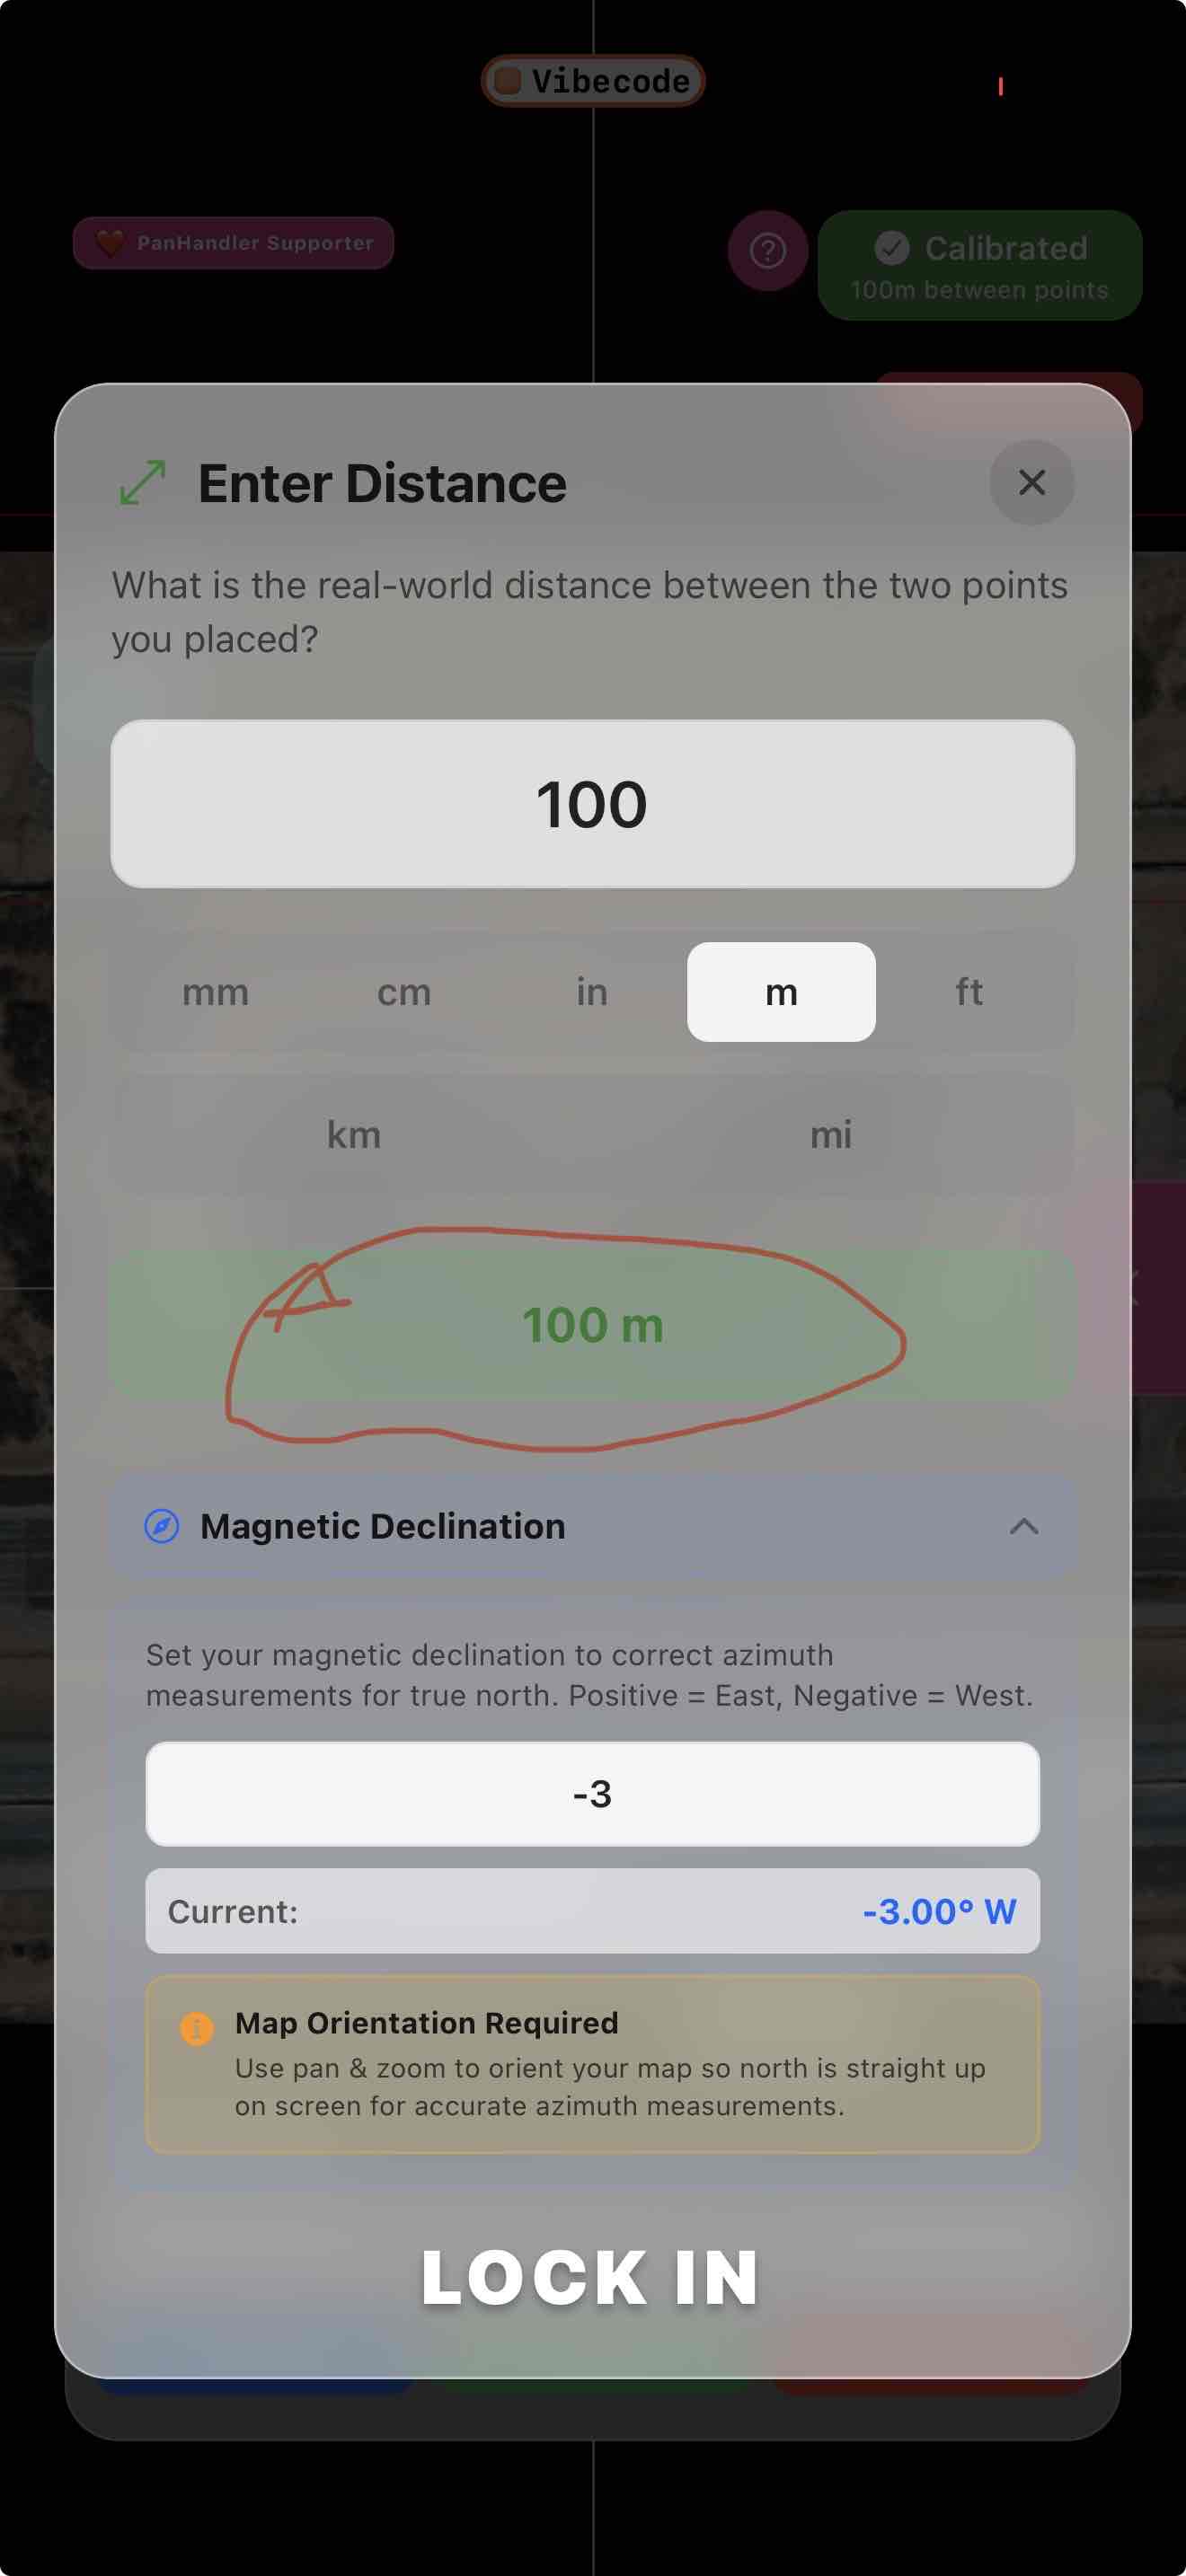 Vibecode
PanHandler Supporter
?
Calibrated
100m between points
Enter Distance
What is the real-world distance between the two points
you placed?
100
mm cm in m ft
km mi
100 m
Magnetic Declination
Set your magnetic declination to correct azimuth
measurements for true north. Positive = East, Negative = West.
-3
Current: -3.00° W
Map Orientation Required
Use pan & zoom to orient your map so north is straight up
on screen for accurate azimuth measurements.
LOCK IN